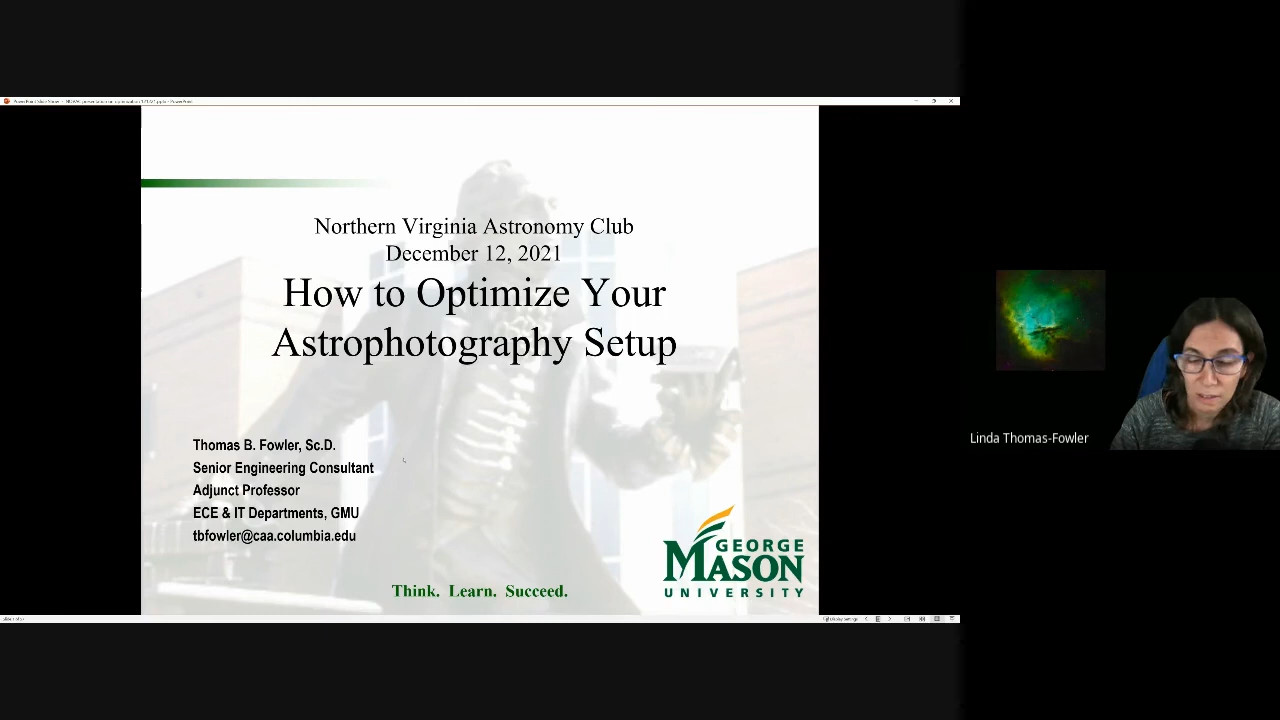 Northern Virginia Astronomy Club
December 12, 2021
How to Optimize Your
Astrophotography Setup
Thomas B. Fowler, Sc.D.
Senior Engineering Consultant
Adjunct Professor
ECE & IT Departments, GMU
tbfowler@caa.columbia.edu
Think. Learn. Succeed.
GEORGE
MASON
UNIVERSITY
Display settings
Linda Thomas-Fowler